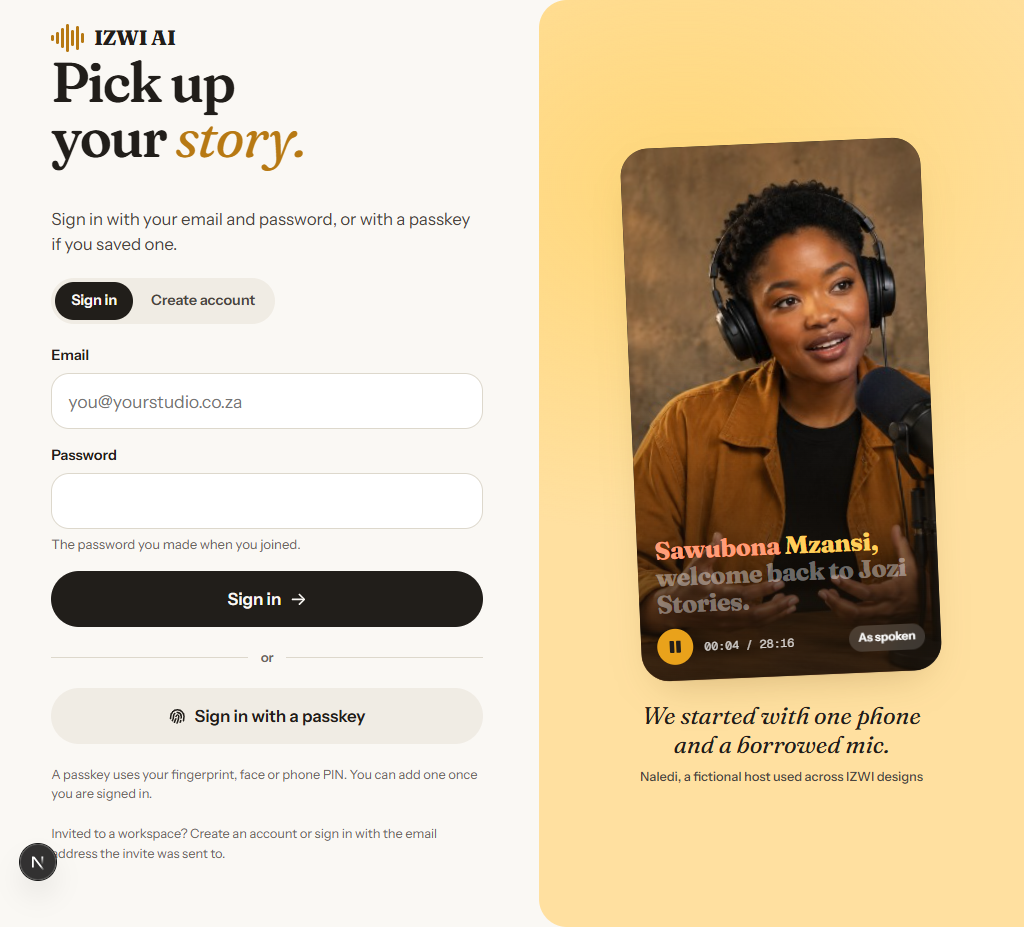 IZWI AI
Pick up
your story.
Sign in with your email and password, or with a passkey
if you saved one.
Sign in
Create account
Email
you@yourstudio.co.za
Password
The password you made when you joined.
Sign in →
or
Sign in with a passkey
A passkey uses your fingerprint, face or phone PIN. You can add one once
you are signed in.
Invited to a workspace? Create an account or sign in with the email
address the invite was sent to.
N
Sawubona Mzansi,
welcome back to Jozi
Stories.
00:04 / 28:16
As spoken
We started with one phone
and a borrowed mic.
Naledi, a fictional host used across IZWI designs